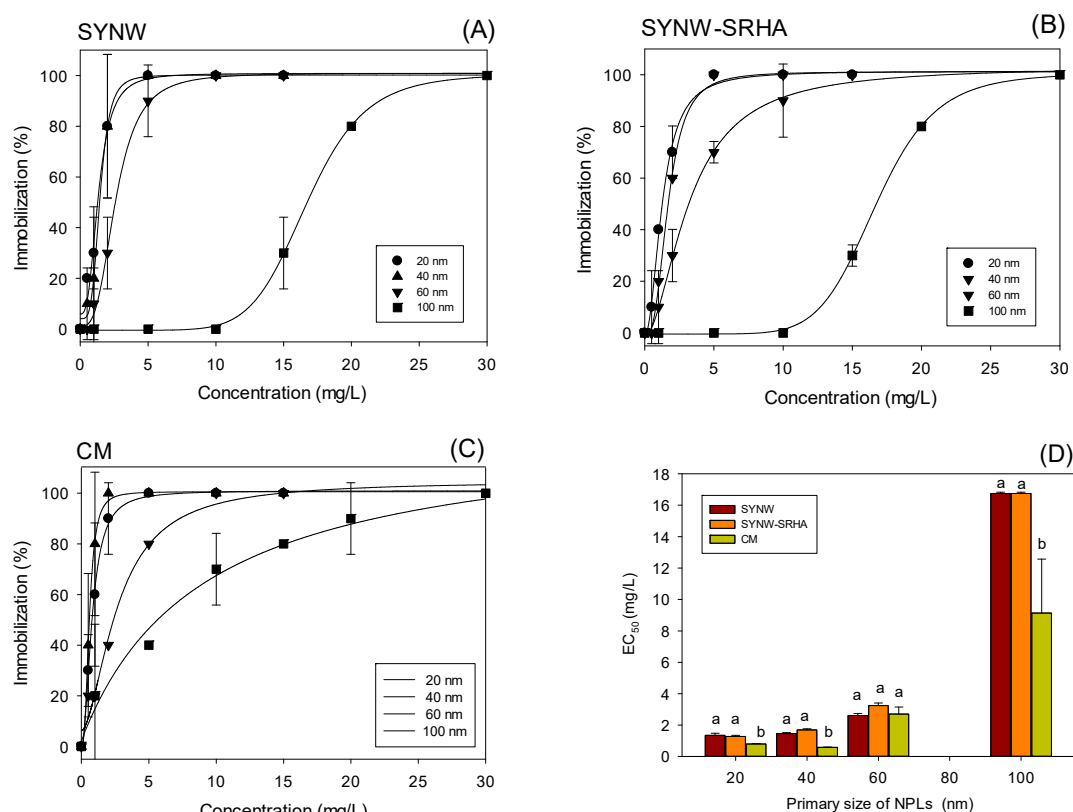 SYNW
(A)
Immobilization (%)
100
80
60
40
20
0
20 nm
40 nm
60 nm
100 nm
0 5 10 15 20 25 30
Concentration (mg/L)
SYNW-SRHA
(B)
Immobilization (%)
100
80
60
40
20
0
20 nm
40 nm
60 nm
100 nm
0 5 10 15 20 25 30
Concentration (mg/L)
CM
(C)
Immobilization (%)
100
80
60
40
20
0
20 nm
40 nm
60 nm
100 nm
0 5 10 15 20 25 30
Concentration (mg/L)
(D)
EC50 (mg/L)
18
16
14
12
10
8
6
4
2
0
SYNW
SYNW-SRHA
CM
a a b
a a b
a a a
a a b
20 40 60 80 100
Primary size of NPLs (nm)